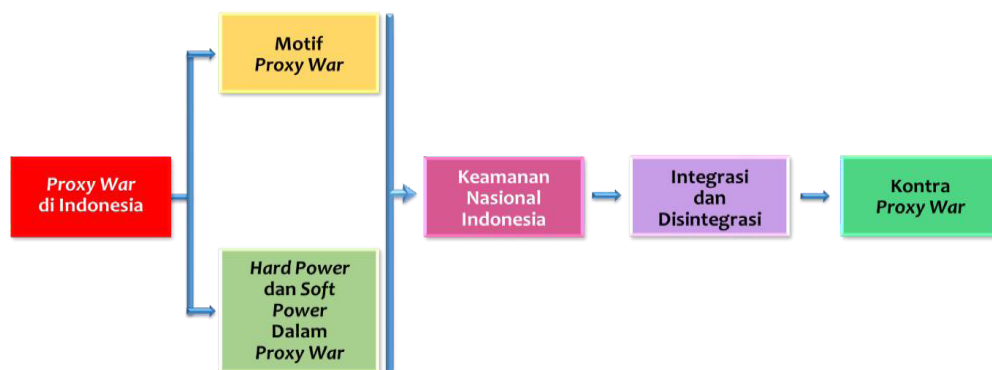 Motif
Proxy War
Proxy War
di Indonesia
Hard Power
dan Soft
Power
Dalam
Proxy War
Keamanan
Nasional
Indonesia
Integrasi
dan
Disintegrasi
Kontra
Proxy War